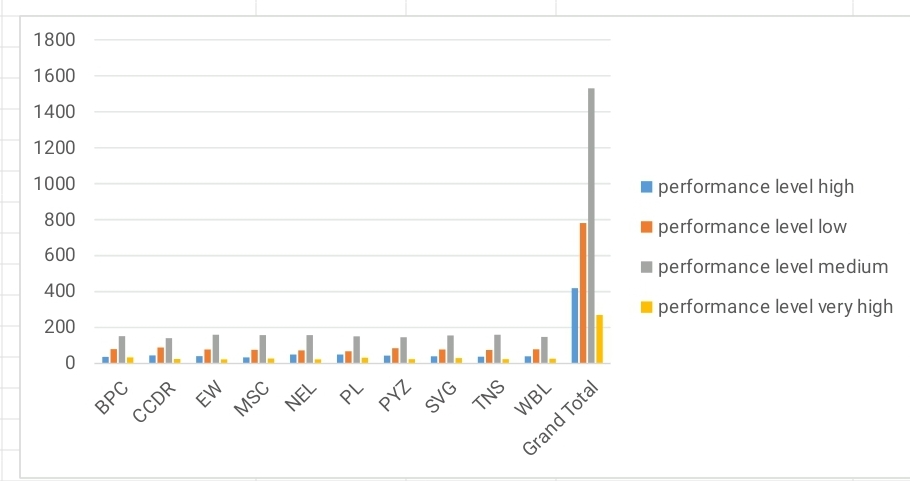 1800
1600
1400
1200
1000
800
600
400
200
0
BPC CCDR EW MSC NEL PL PYZ SVG TNS WBL Grand Total
performance level high
performance level low
performance level medium
performance level very high